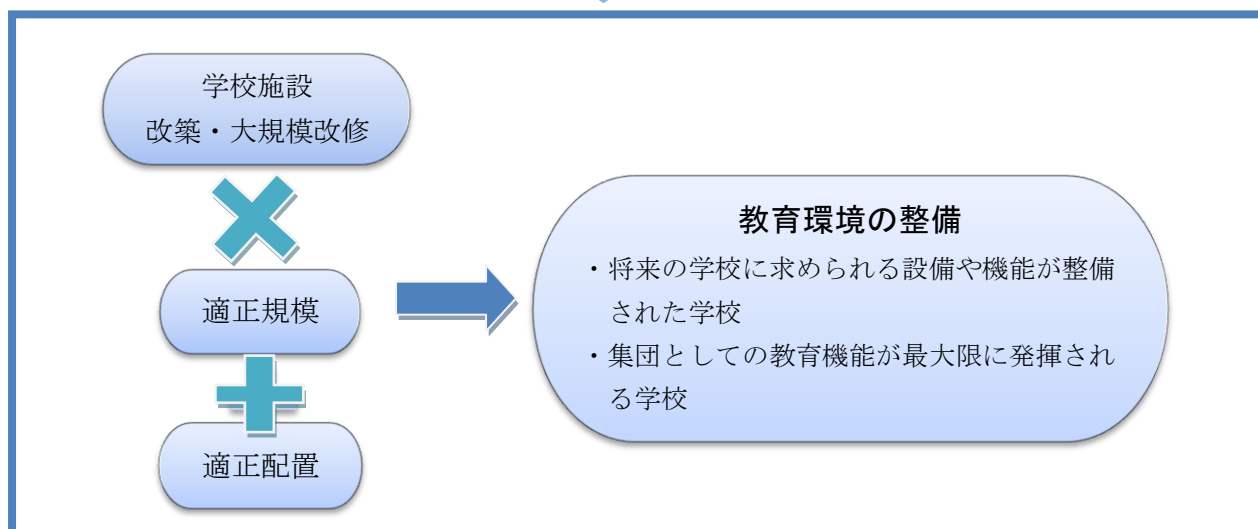 学校施設
改築・大規模改修
適正規模
適正配置
教育環境の整備
・将来の学校に求められる設備や機能が整備
された学校
・集団としての教育機能が最大限に発揮され
る学校